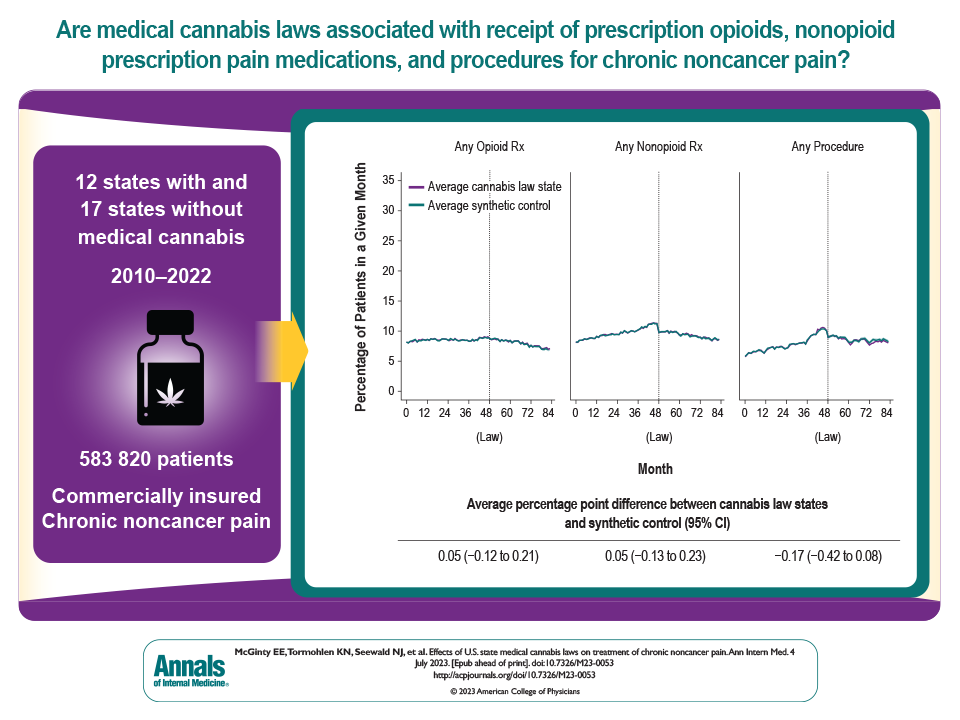 Are medical cannabis laws associated with receipt of prescription opioids, nonopioid
prescription pain medications, and procedures for chronic noncancer pain?
12 states with and
17 states without
medical cannabis
2010–2022
583 820 patients
Commercially insured
Chronic noncancer pain
Percentage of Patients in a Given Month
Any Opioid Rx
Any Nonopioid Rx
Any Procedure
Average cannabis law state
Average synthetic control
35
30
25
20
15
10
5
0
0 12 24 36 48 60 72 84
0 12 24 36 48 60 72 84
0 12 24 36 48 60 72 84
(Law)
(Law)
(Law)
Month
Average percentage point difference between cannabis law states
and synthetic control (95% CI)
0.05 (−0.12 to 0.21)
0.05 (−0.13 to 0.23)
−0.17 (−0.42 to 0.08)
Annals
of Internal Medicine®
McGinty EE, Tormohlen KN, Seewald NJ, et al. Effects of U.S. state medical cannabis laws on treatment of chronic noncancer pain. Ann Intern Med. 4
July 2023. [Epub ahead of print]. doi:10.7326/M23-0053
http://acpjournals.org/doi/10.7326/M23-0053
© 2023 American College of Physicians